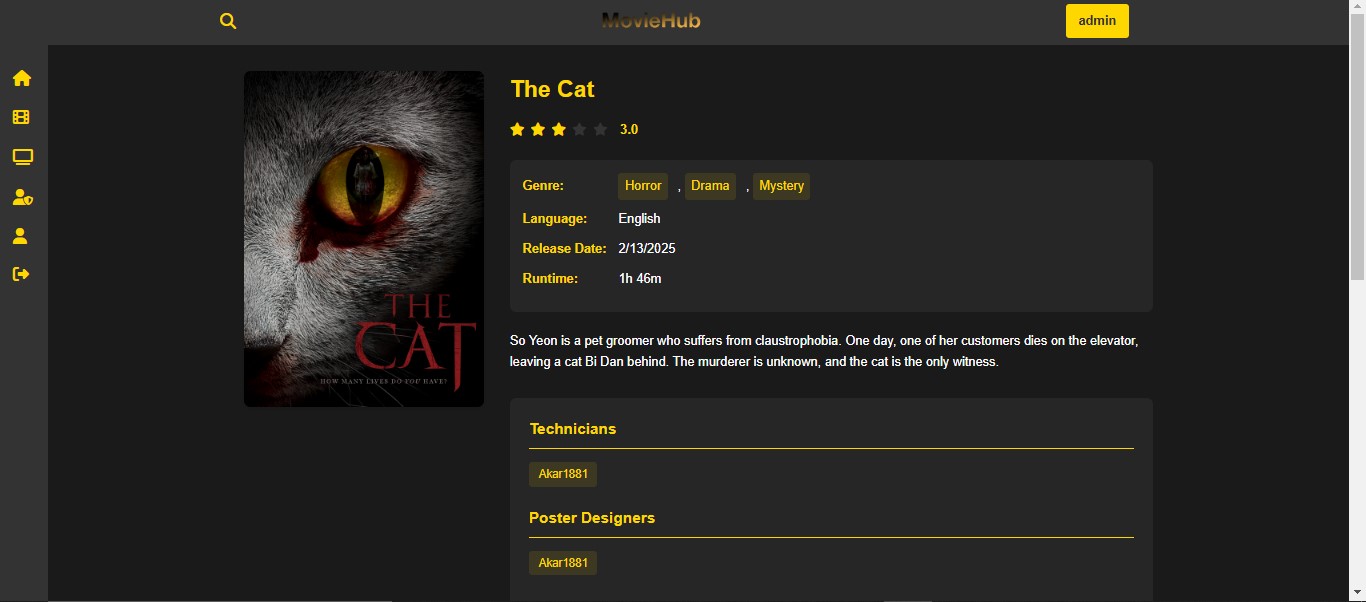 MovieHub
admin
The Cat
3.0
THE
CAT
HOW MANY LIVES DO YOU HAVE?
Genre: Horror , Drama , Mystery
Language: English
Release Date: 2/13/2025
Runtime: 1h 46m
So Yeon is a pet groomer who suffers from claustrophobia. One day, one of her customers dies on the elevator,
leaving a cat Bi Dan behind. The murderer is unknown, and the cat is the only witness.
Technicians
Akar1881
Poster Designers
Akar1881